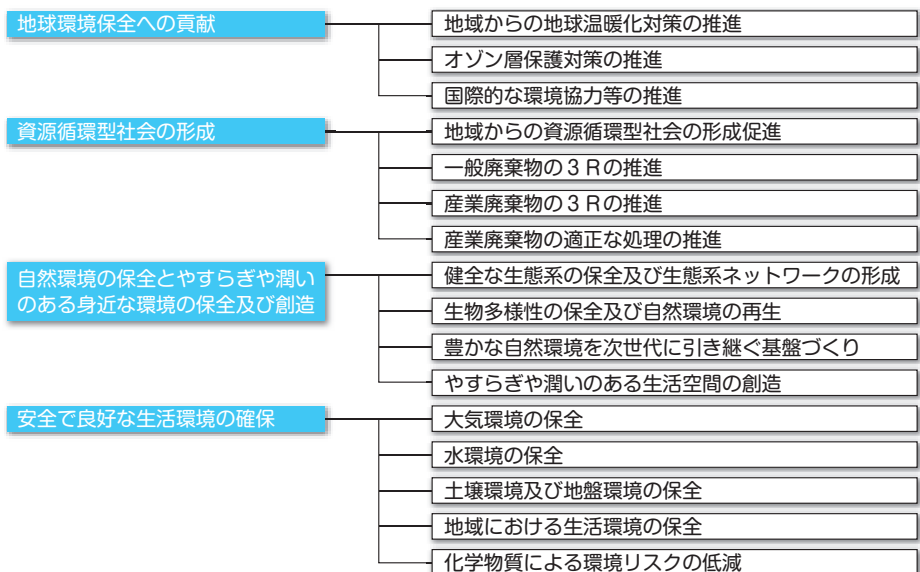 地球環境保全への貢献
地域からの地球温暖化対策の推進
オゾン層保護対策の推進
国際的な環境協力等の推進
資源循環型社会の形成
地域からの資源循環型社会の形成促進
一般廃棄物の3Rの推進
産業廃棄物の3Rの推進
産業廃棄物の適正な処理の推進
自然環境の保全とやすらぎや潤い
のある身近な環境の保全及び創造
健全な生態系の保全及び生態系ネットワークの形成
生物多様性の保全及び自然環境の再生
豊かな自然環境を次世代に引き継ぐ基盤づくり
やすらぎや潤いのある生活空間の創造
安全で良好な生活環境の確保
大気環境の保全
水環境の保全
土壌環境及び地盤環境の保全
地域における生活環境の保全
化学物質による環境リスクの低減